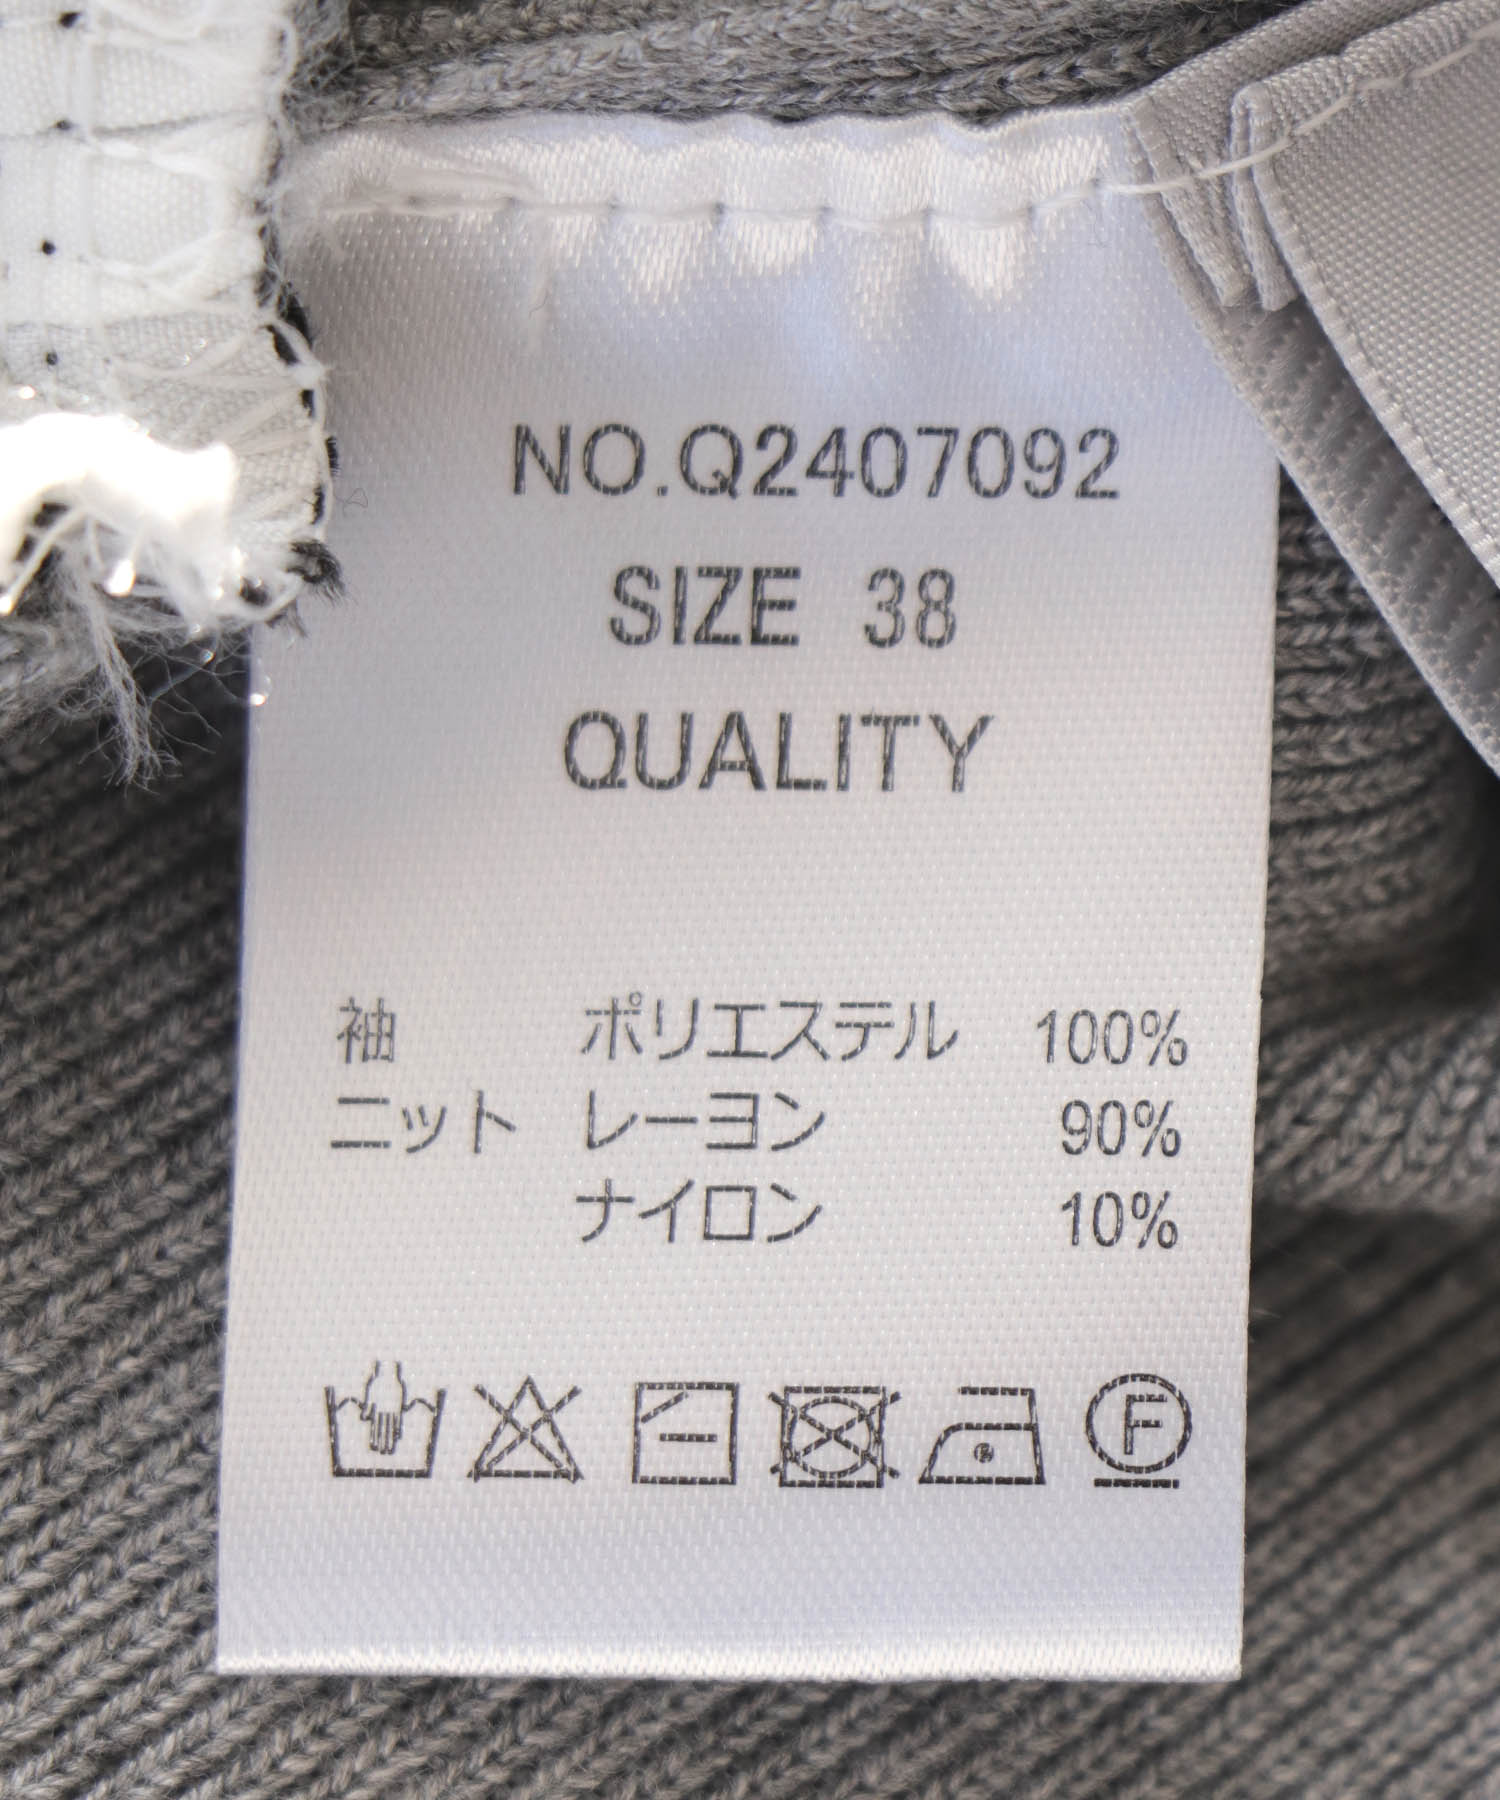 NO.Q2407092
SIZE 38
QUALITY
袖 ポリエステル 100%
ニット レーヨン 90%
ナイロン 10%
F